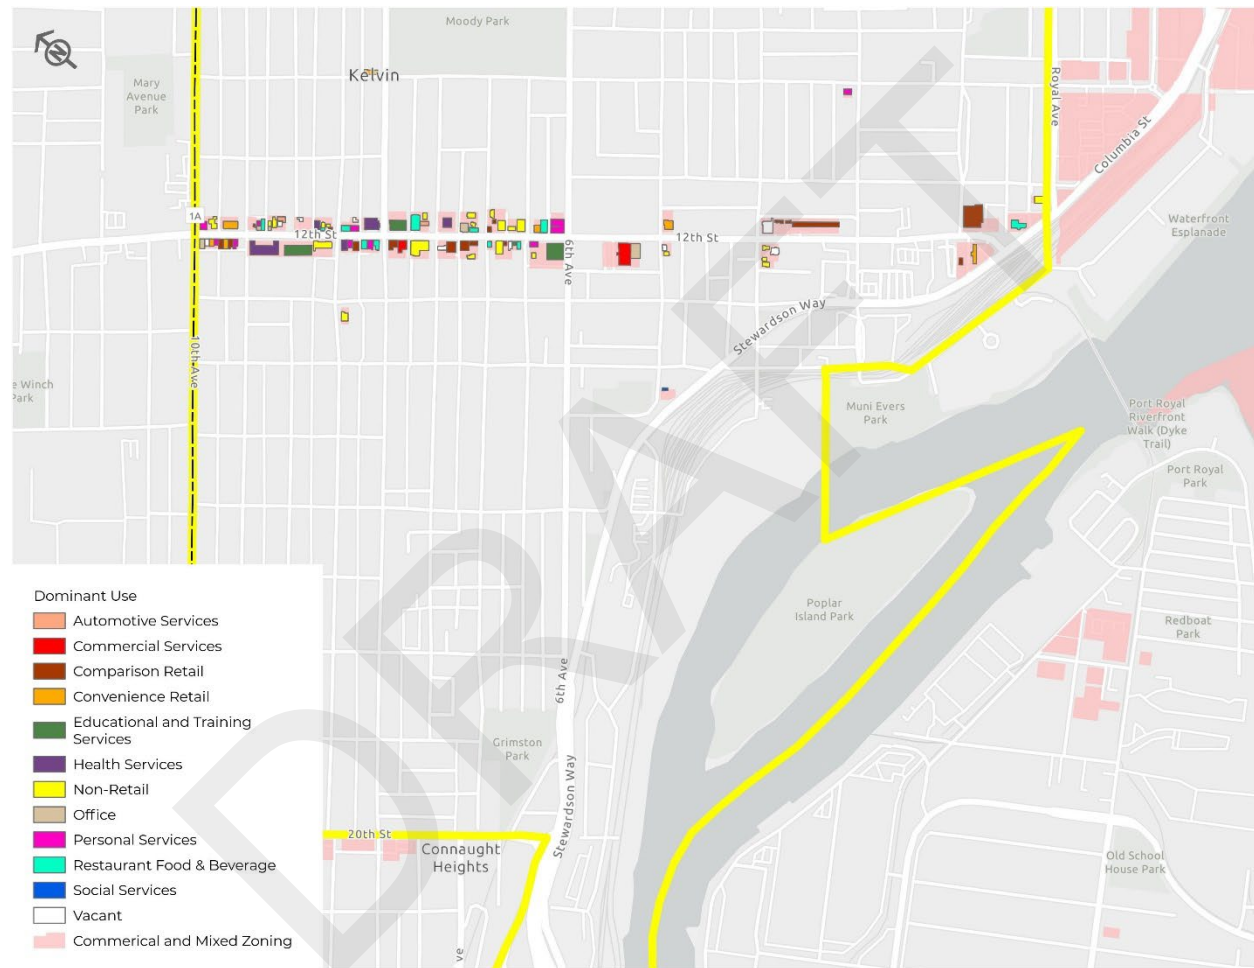 Moody Park
N
Kelvin
Mary
Avenue
Park
Royal Ave
Columbia St
1A
12th St
12th St
Waterfront
Esplanade
6th Ave
Stewardson Way
10th Ave
e Winch
Park
Muni Evers
Park
Port Royal
Riverfront
Walk (Dyke
Trail)
Port Royal
Park
Poplar
Island Park
Redboat
Park
6th Ave
Grimston
Park
Stewardson Way
20th St
Connaught
Heights
Old School
House Park
ve
DRAFT
Dominant Use
Automotive Services
Commercial Services
Comparison Retail
Convenience Retail
Educational and Training
Services
Health Services
Non-Retail
Office
Personal Services
Restaurant Food & Beverage
Social Services
Vacant
Commerical and Mixed Zoning